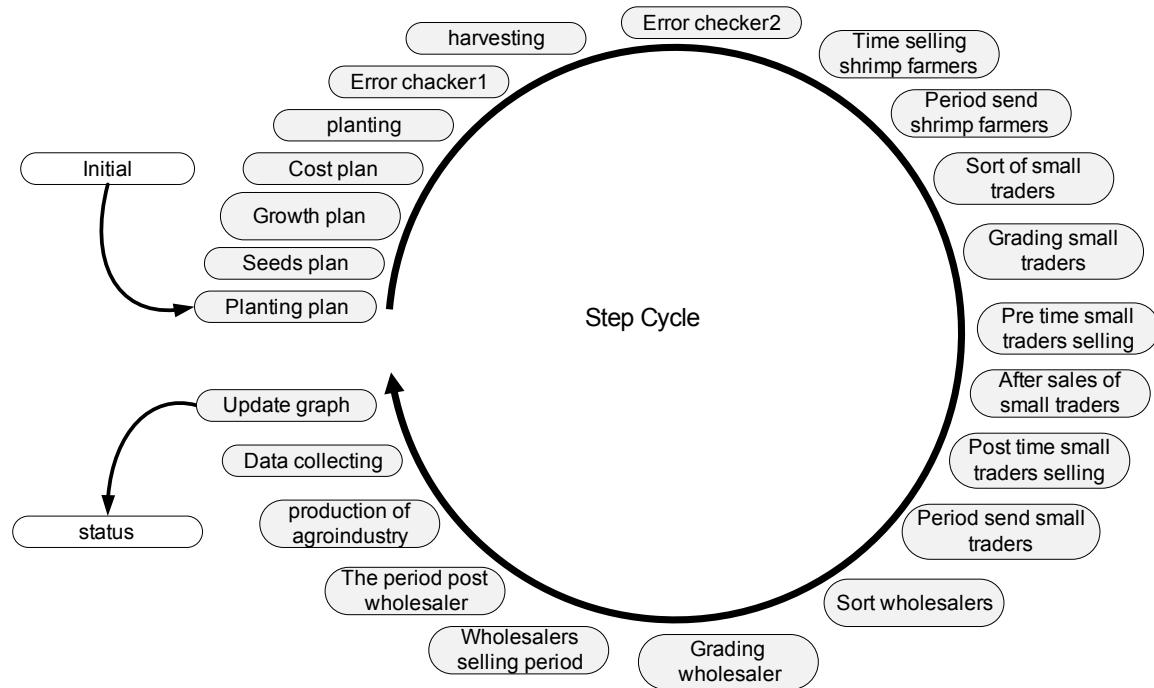 Initial
Planting plan
Seeds plan
Growth plan
Cost plan
planting
Error chacker1
harvesting
Error checker2
Time selling
shrimp farmers
Period send
shrimp farmers
Sort of small
traders
Grading small
traders
Pre time small
traders selling
After sales of
small traders
Post time small
traders selling
Period send small
traders
Sort wholesalers
Grading
wholesaler
Wholesalers
selling period
The period post
wholesaler
production of
agroindustry
Data collecting
Update graph
status
Step Cycle